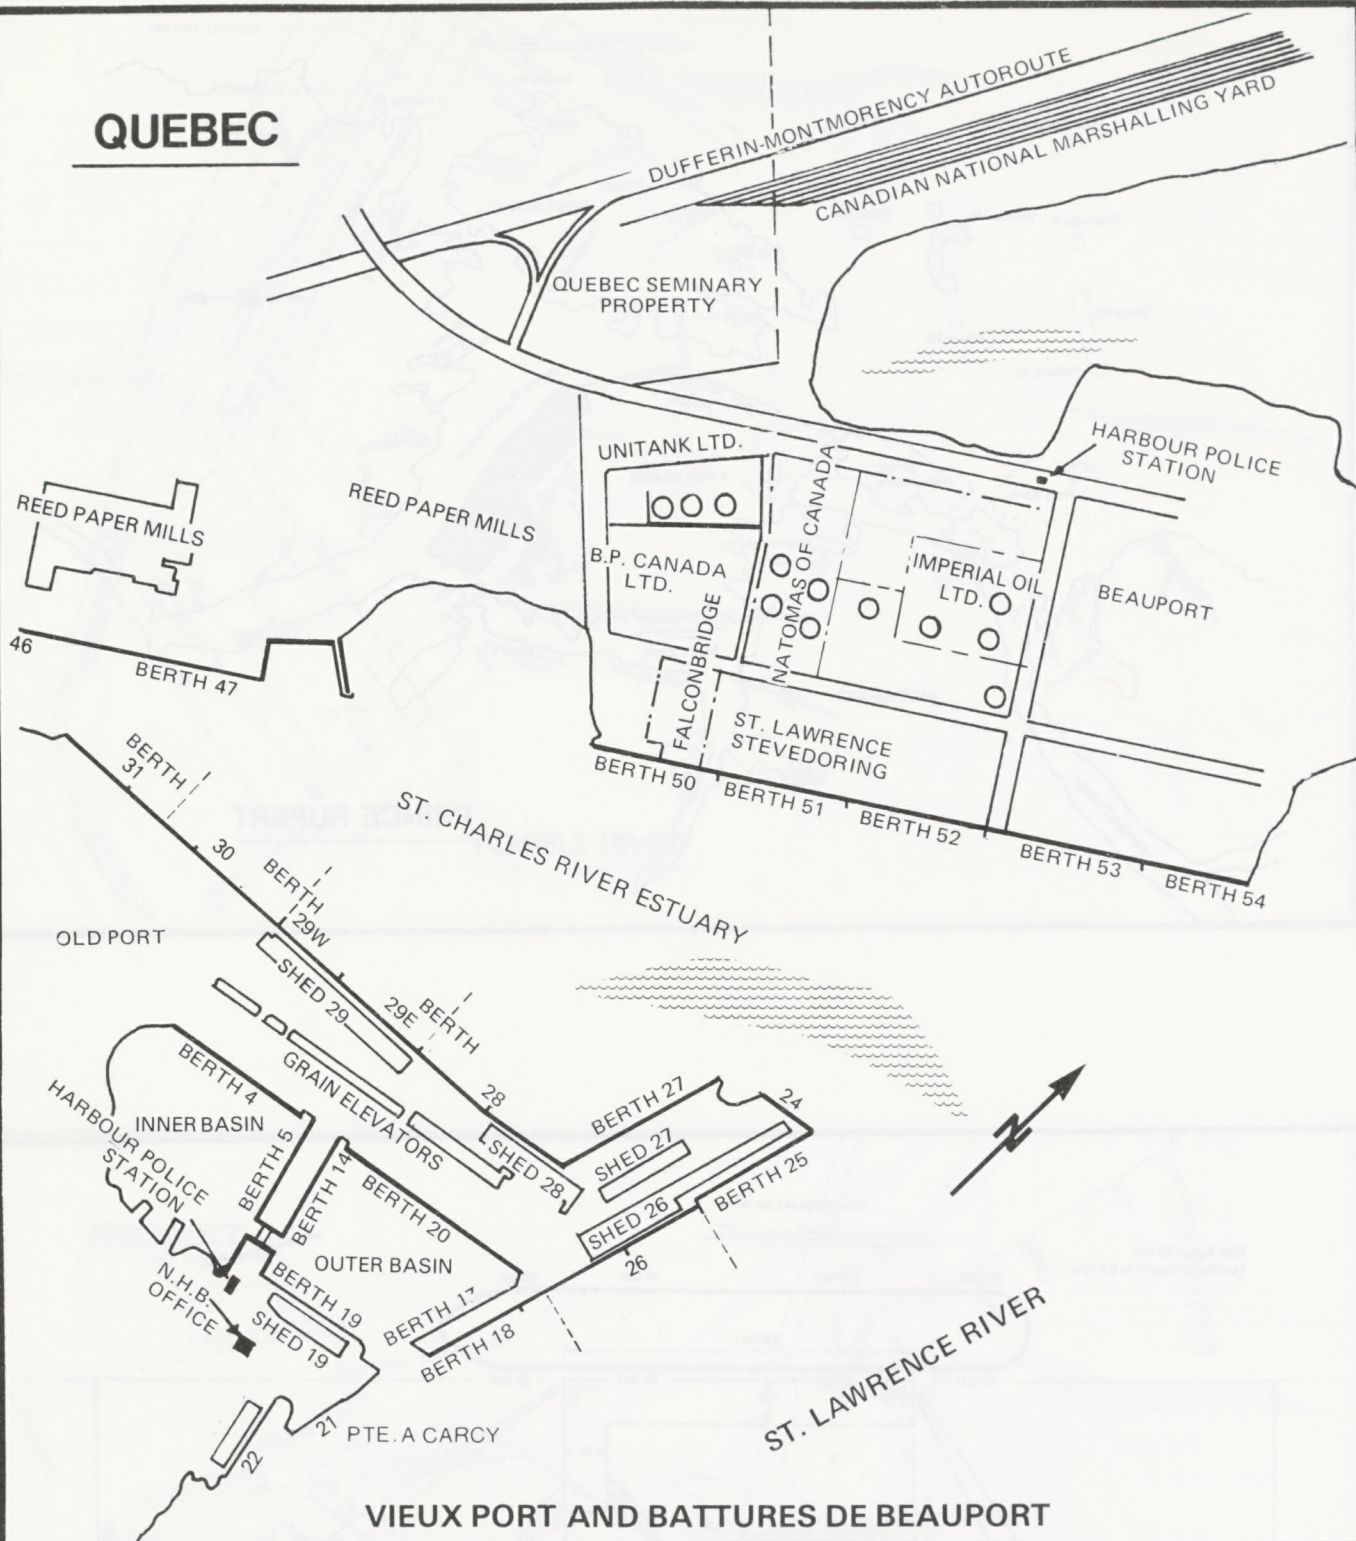 QUEBEC
DUFFERIN-MONTMORENCY AUTOROUTE
CANADIAN NATIONAL MARSHALLING YARD
QUEBEC SEMINARY
PROPERTY
HARBOUR POLICE
STATION
UNITANK LTD.
REED PAPER MILLS
REED PAPER MILLS
B.P. CANADA
LTD.
FALCONBRIDGE
NATOMAS OF CANADA
IMPERIAL OIL
LTD.
BEAUPORT
46
BERTH 47
ST. LAWRENCE
STEVEDORING
BERTH 50
BERTH 51
BERTH 52
BERTH 53
BERTH 54
BERTH
31
30
BERTH
29W
ST. CHARLES RIVER ESTUARY
OLD PORT
SHED 29
29E
BERTH
28
GRAIN ELEVATORS
BERTH 4
HARBOUR POLICE
STATION
INNER BASIN
BERTH 5
BERTH 14
BERTH 20
SHED 28
BERTH 27
24
SHED 27
BERTH 25
SHED 26
26
N
OUTER BASIN
N.H.B.
OFFICE
BERTH 19
SHED 19
BERTH 17
BERTH 18
ST. LAWRENCE RIVER
21
PTE. A CARCY
22
VIEUX PORT AND BATTURES DE BEAUPORT